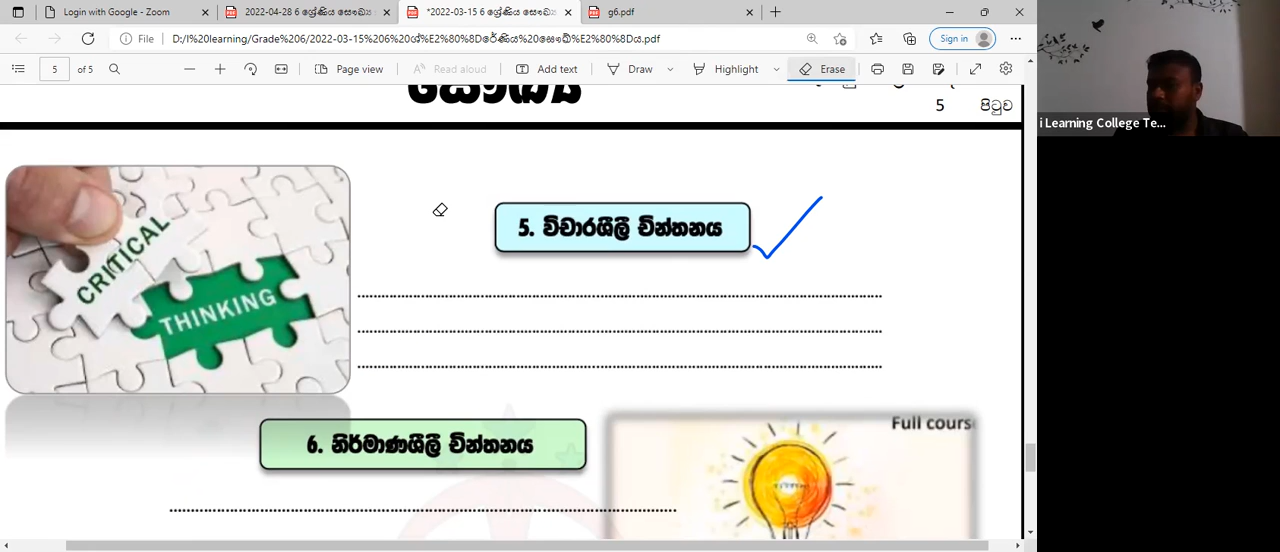 Login with Google - Zoom
2022-04-28 6 ශ්‍රේණිය සෞඛ්‍ය
*2022-03-15 6 ශ්‍රේණිය සෞඛ්‍ය
g6.pdf
File
D:/I%20learning/Grade%206/2022-03-15%206%20ශ්%E2%80%8Dරේණිය%20සෞඛ්%E2%80%8Dය.pdf
Sign in
5 of 5
Page view
Read aloud
Add text
Draw
Highlight
Erase
5 පිටුව
i Learning College Te...
CRITICAL
THINKING
5. විචාරශීලී චින්තනය
6. නිර්මාණශීලී චින්තනය
Full cours